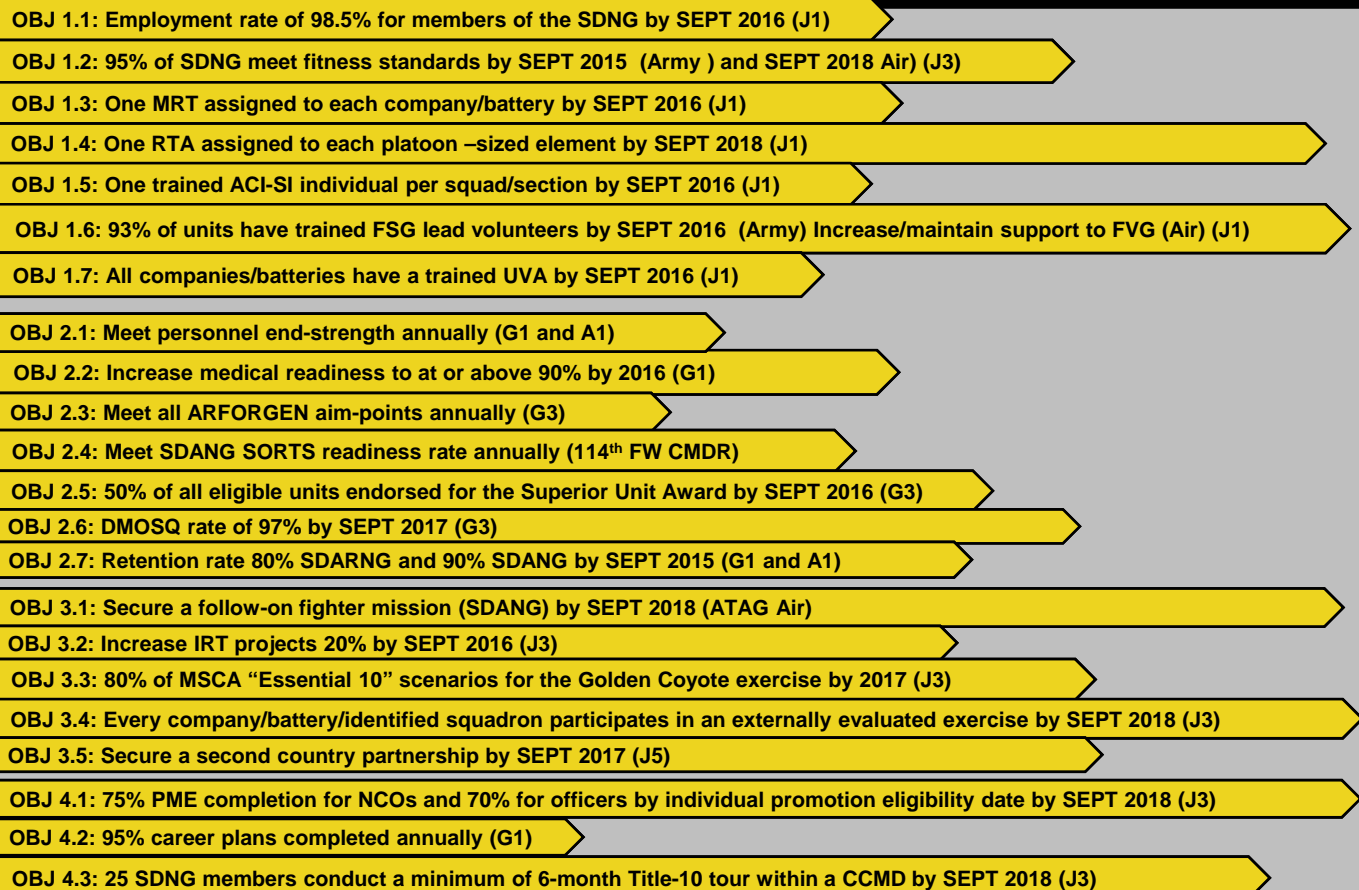 OBJ 1.1: Employment rate of 98.5% for members of the SDNG by SEPT 2016 (J1)
OBJ 1.2: 95% of SDNG meet fitness standards by SEPT 2015 (Army ) and SEPT 2018 Air) (J3)
OBJ 1.3: One MRT assigned to each company/battery by SEPT 2016 (J1)
OBJ 1.4: One RTA assigned to each platoon –sized element by SEPT 2018 (J1)
OBJ 1.5: One trained ACI-SI individual per squad/section by SEPT 2016 (J1)
OBJ 1.6: 93% of units have trained FSG lead volunteers by SEPT 2016 (Army) Increase/maintain support to FVG (Air) (J1)
OBJ 1.7: All companies/batteries have a trained UVA by SEPT 2016 (J1)
OBJ 2.1: Meet personnel end-strength annually (G1 and A1)
OBJ 2.2: Increase medical readiness to at or above 90% by 2016 (G1)
OBJ 2.3: Meet all ARFORGEN aim-points annually (G3)
OBJ 2.4: Meet SDANG SORTS readiness rate annually (114th FW CMDR)
OBJ 2.5: 50% of all eligible units endorsed for the Superior Unit Award by SEPT 2016 (G3)
OBJ 2.6: DMOSQ rate of 97% by SEPT 2017 (G3)
OBJ 2.7: Retention rate 80% SDARNG and 90% SDANG by SEPT 2015 (G1 and A1)
OBJ 3.1: Secure a follow-on fighter mission (SDANG) by SEPT 2018 (ATAG Air)
OBJ 3.2: Increase IRT projects 20% by SEPT 2016 (J3)
OBJ 3.3: 80% of MSCA “Essential 10” scenarios for the Golden Coyote exercise by 2017 (J3)
OBJ 3.4: Every company/battery/identified squadron participates in an externally evaluated exercise by SEPT 2018 (J3)
OBJ 3.5: Secure a second country partnership by SEPT 2017 (J5)
OBJ 4.1: 75% PME completion for NCOs and 70% for officers by individual promotion eligibility date by SEPT 2018 (J3)
OBJ 4.2: 95% career plans completed annually (G1)
OBJ 4.3: 25 SDNG members conduct a minimum of 6-month Title-10 tour within a CCMD by SEPT 2018 (J3)